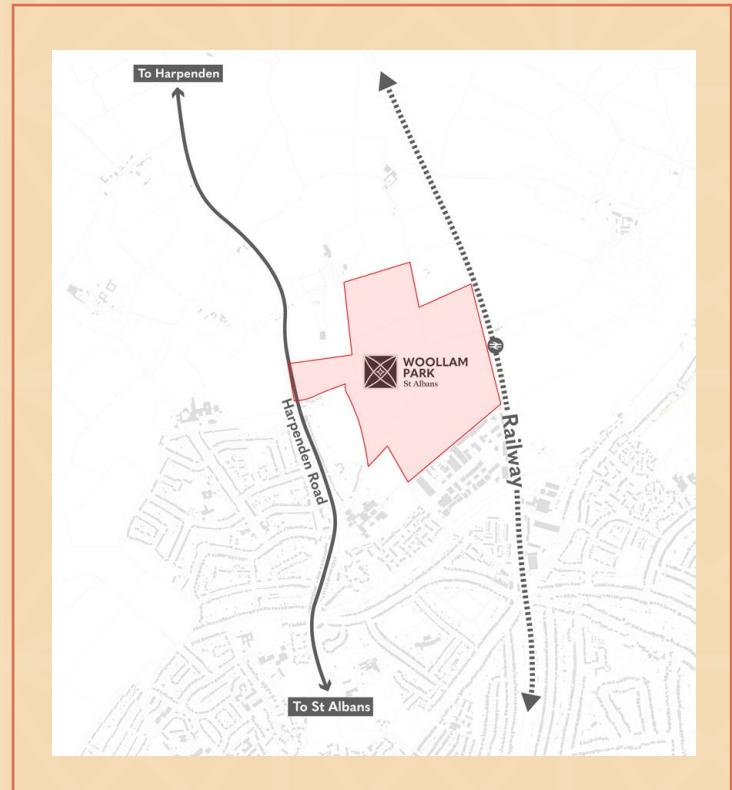 To Harpenden
WOOLLAM
PARK
St Albans
Harpenden Road
Railway
To St Albans